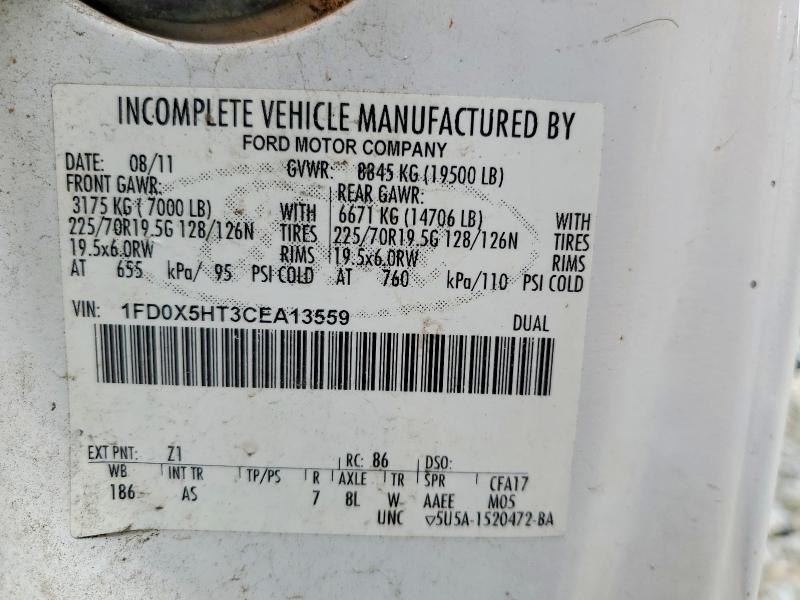 INCOMPLETE VEHICLE MANUFACTURED BY
FORD MOTOR COMPANY
DATE: 08/11 GVWR: 8845 KG (19500 LB)
FRONT GAWR: REAR GAWR:
3175 KG (7000 LB) WITH 6671 KG (14706 LB) WITH
225/70R19.5G 128/126N TIRES 225/70R19.5G 128/126N TIRES
19.5x6.0RW RIMS 19.5x6.0RW RIMS
AT 655 kPa/ 95 PSI COLD AT 760 kPa/110 PSI COLD
VIN: 1FD0X5HT3CEA13559 DUAL
EXT PNT: Z1 RC: 86 DSO:
WB INT TR TP/PS R AXLE TR SPR CFA17
186 AS 7 8L W AAEE M05
UNC ▽5U5A-1520472-BA